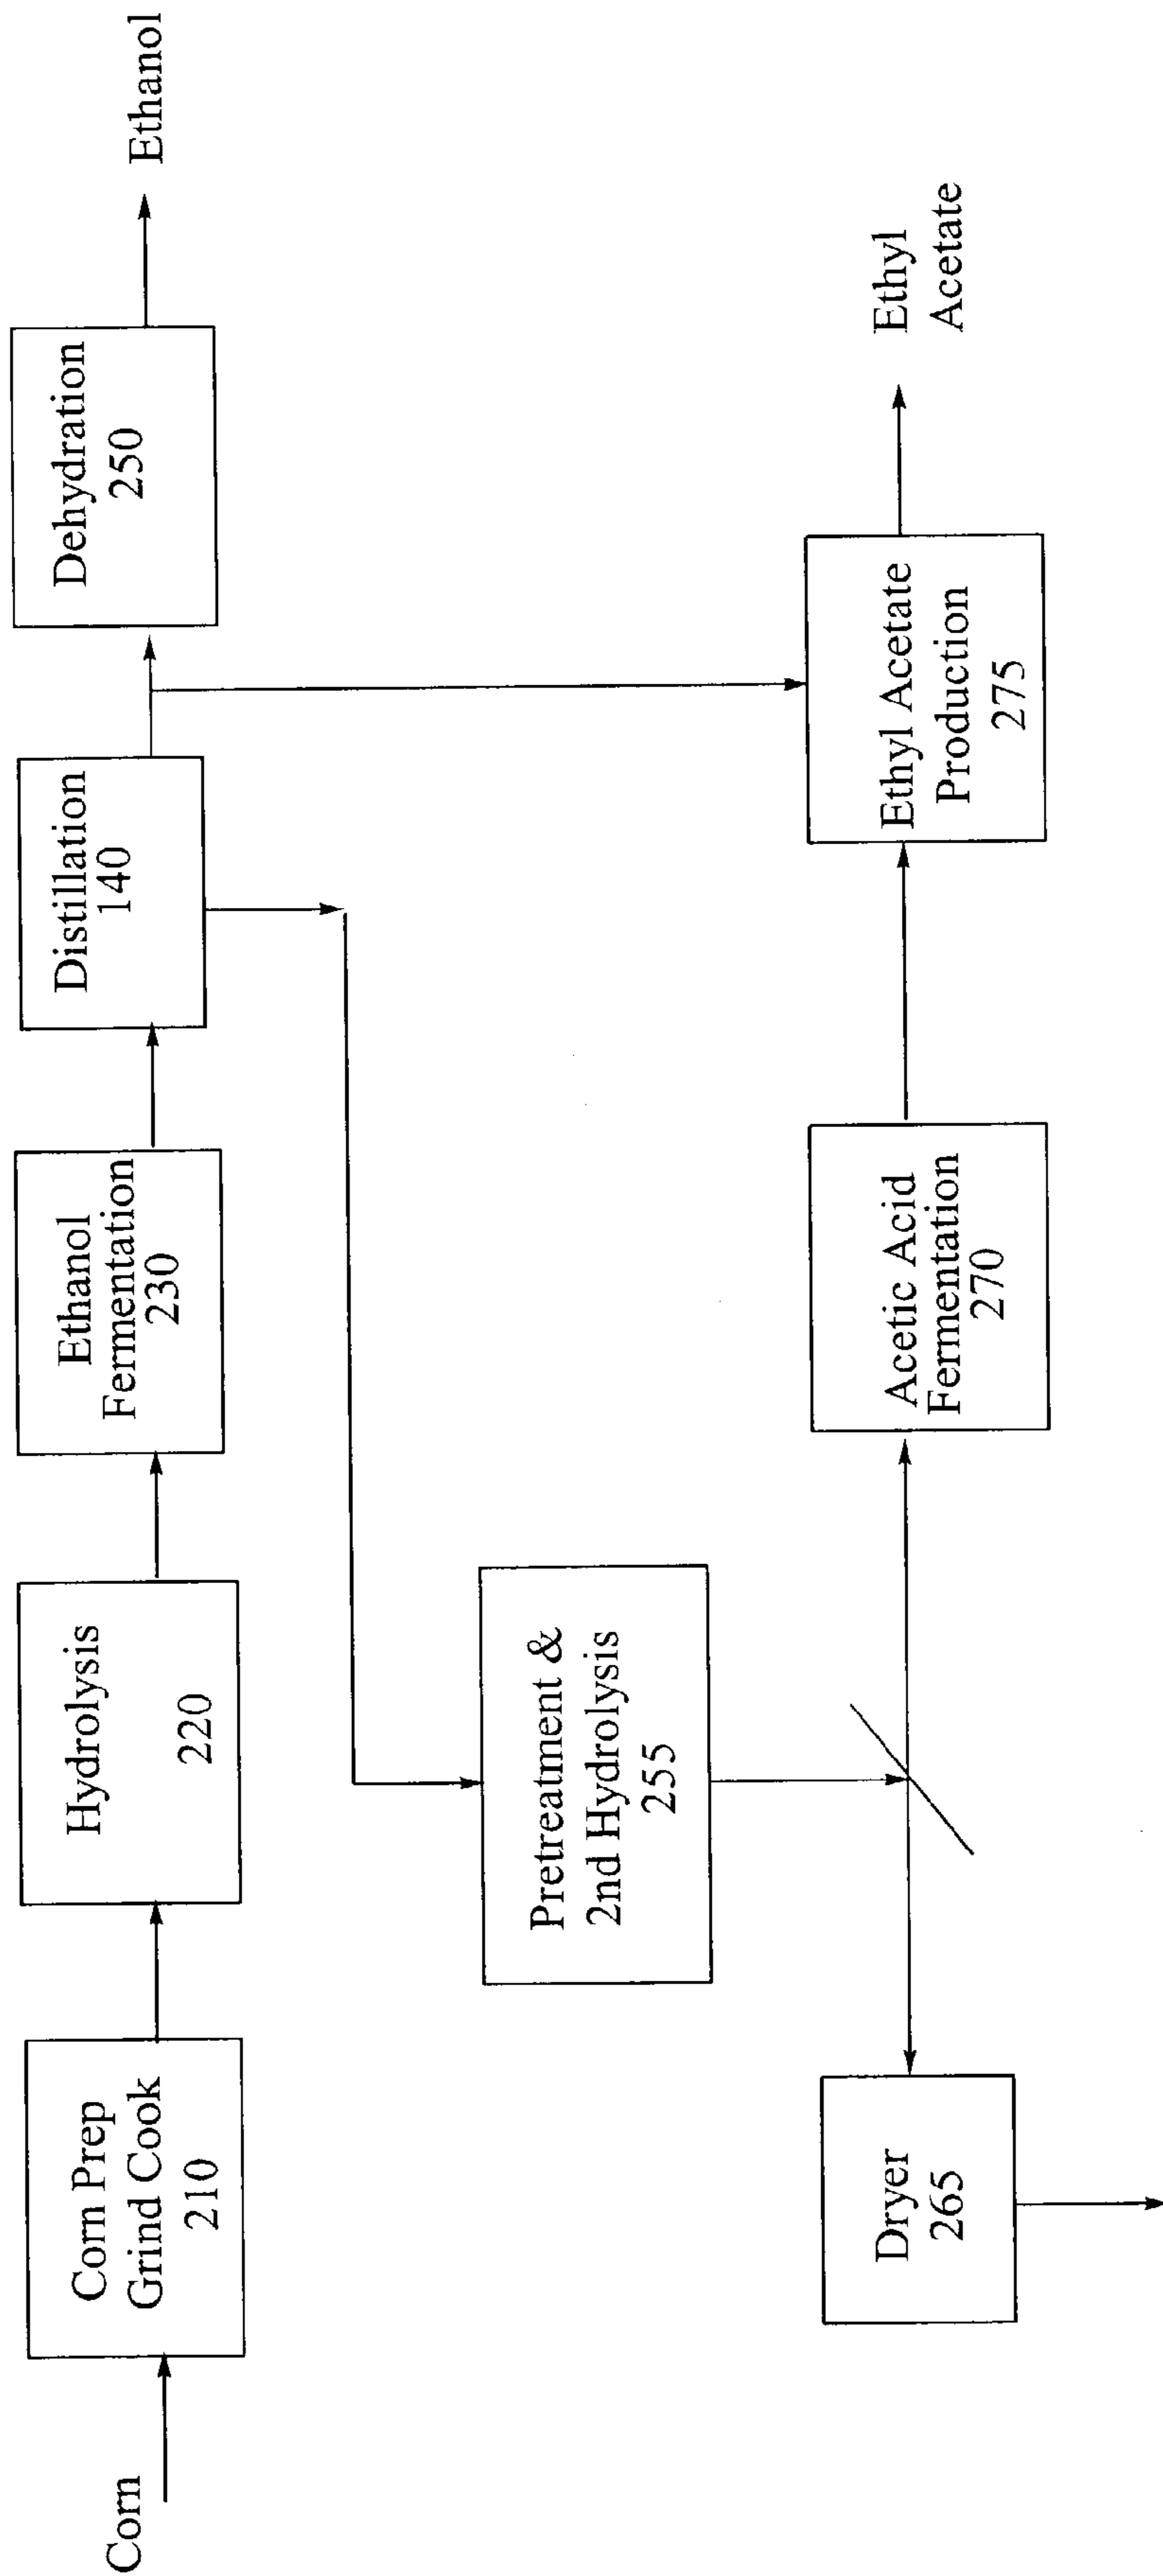 Corn
Corn Prep
Grind Cook
210
Hydrolysis
220
Ethanol
Fermentation
230
Distillation
140
Dehydration
250
Ethanol
Pretreatment &
2nd Hydrolysis
255
Dryer
265
Acetic Acid
Fermentation
270
Ethyl Acetate
Production
275
Ethyl
Acetate